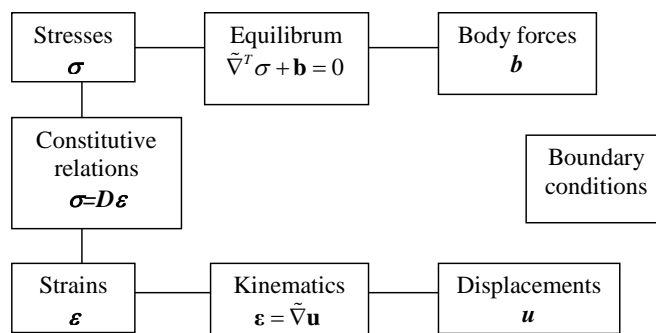 Stresses
σ
Equilibrum
∇̃ᵀσ + b = 0
Body forces
b
Constitutive
relations
σ=Dε
Boundary
conditions
Strains
ε
Kinematics
ε = ∇̃u
Displacements
u